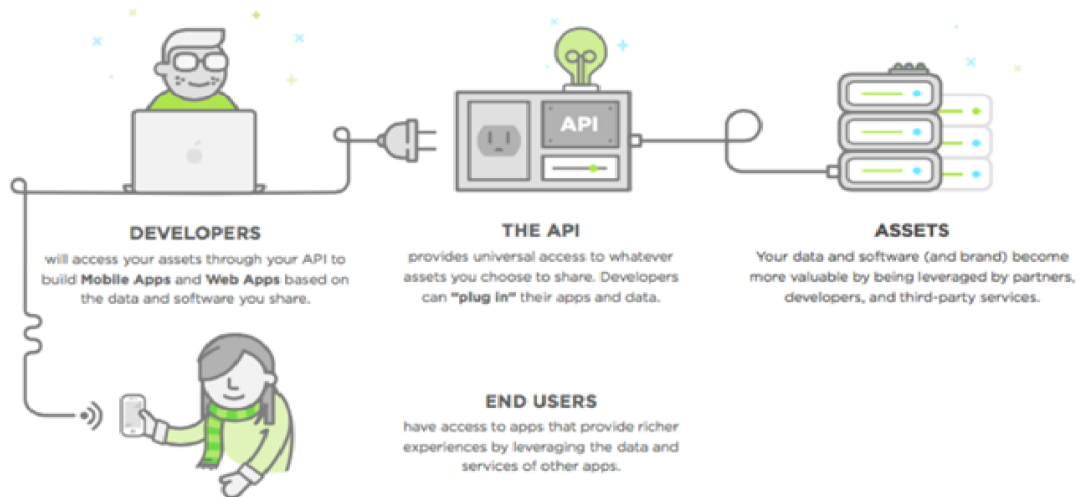 API
DEVELOPERS
will access your assets through your API to
build Mobile Apps and Web Apps based on
the data and software you share.
THE API
provides universal access to whatever
assets you choose to share. Developers
can "plug in" their apps and data.
ASSETS
Your data and software (and brand) become
more valuable by being leveraged by partners,
developers, and third-party services.
END USERS
have access to apps that provide richer
experiences by leveraging the data and
services of other apps.